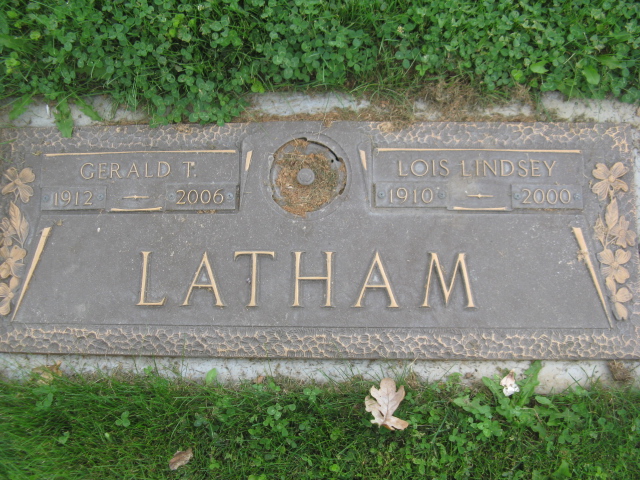 GERALD T.
1912 – 2006
LOIS LINDSEY
1910 – 2000
LATHAM